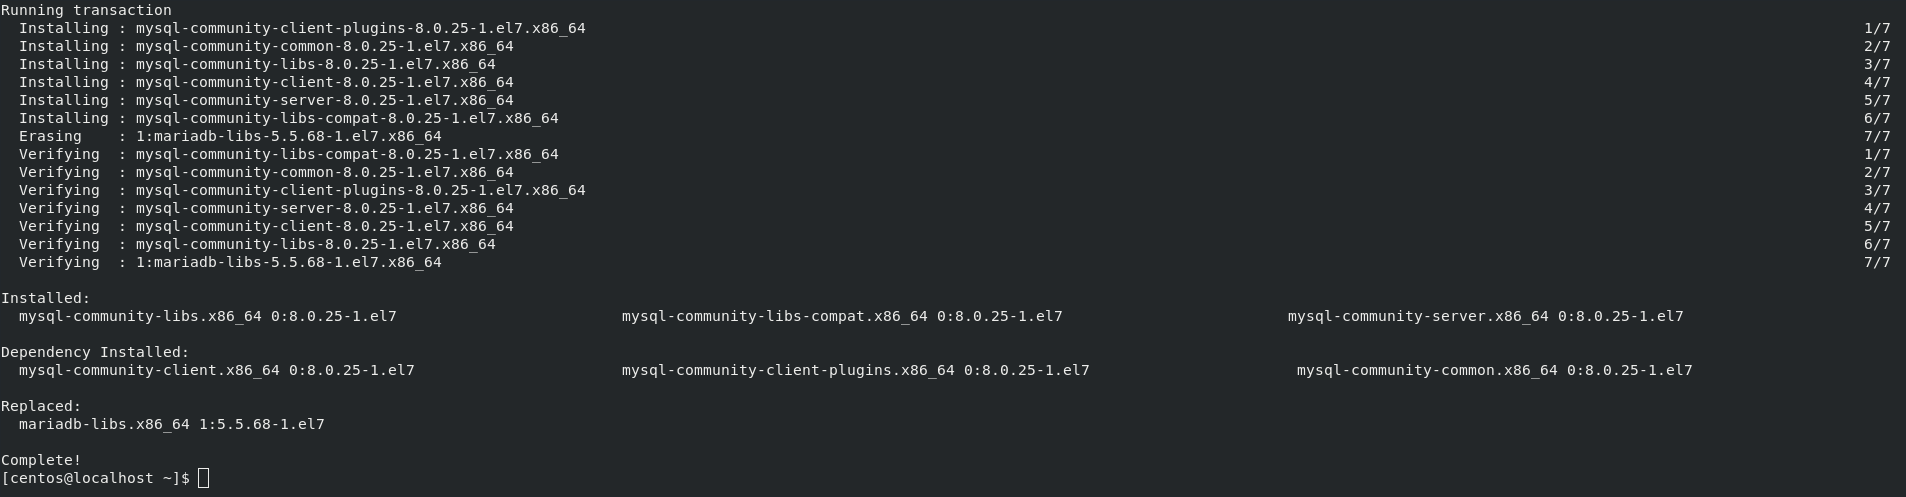 Running transaction
  Installing : mysql-community-client-plugins-8.0.25-1.el7.x86_64 1/7
  Installing : mysql-community-common-8.0.25-1.el7.x86_64 2/7
  Installing : mysql-community-libs-8.0.25-1.el7.x86_64 3/7
  Installing : mysql-community-client-8.0.25-1.el7.x86_64 4/7
  Installing : mysql-community-server-8.0.25-1.el7.x86_64 5/7
  Installing : mysql-community-libs-compat-8.0.25-1.el7.x86_64 6/7
  Erasing    : 1:mariadb-libs-5.5.68-1.el7.x86_64 7/7
  Verifying  : mysql-community-libs-compat-8.0.25-1.el7.x86_64 1/7
  Verifying  : mysql-community-common-8.0.25-1.el7.x86_64 2/7
  Verifying  : mysql-community-client-plugins-8.0.25-1.el7.x86_64 3/7
  Verifying  : mysql-community-server-8.0.25-1.el7.x86_64 4/7
  Verifying  : mysql-community-client-8.0.25-1.el7.x86_64 5/7
  Verifying  : mysql-community-libs-8.0.25-1.el7.x86_64 6/7
  Verifying  : 1:mariadb-libs-5.5.68-1.el7.x86_64 7/7

Installed:
  mysql-community-libs.x86_64 0:8.0.25-1.el7 mysql-community-libs-compat.x86_64 0:8.0.25-1.el7 mysql-community-server.x86_64 0:8.0.25-1.el7

Dependency Installed:
  mysql-community-client.x86_64 0:8.0.25-1.el7 mysql-community-client-plugins.x86_64 0:8.0.25-1.el7 mysql-community-common.x86_64 0:8.0.25-1.el7

Replaced:
  mariadb-libs.x86_64 1:5.5.68-1.el7

Complete!
[centos@localhost ~]$